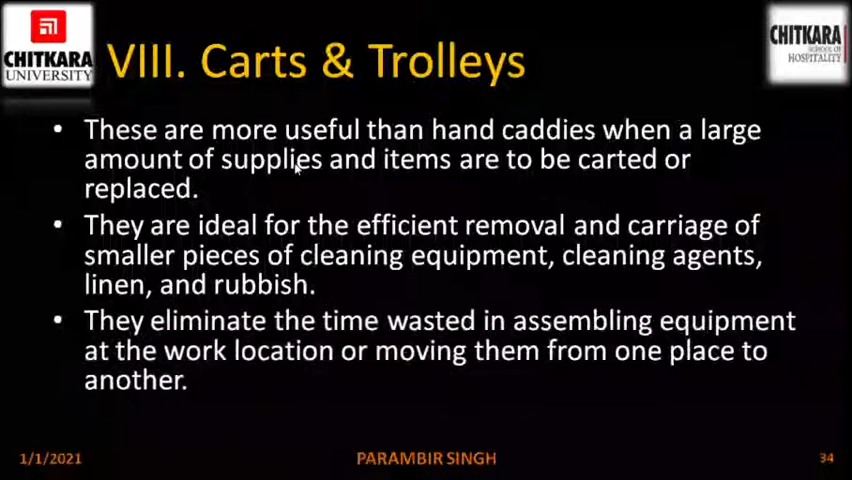 CHITKARA
UNIVERSITY
VIII. Carts & Trolleys
CHITKARA
SCHOOL OF
HOSPITALITY
• These are more useful than hand caddies when a large
amount of supplies and items are to be carted or
replaced.
• They are ideal for the efficient removal and carriage of
smaller pieces of cleaning equipment, cleaning agents,
linen, and rubbish.
• They eliminate the time wasted in assembling equipment
at the work location or moving them from one place to
another.
1/1/2021
PARAMBIR SINGH
34